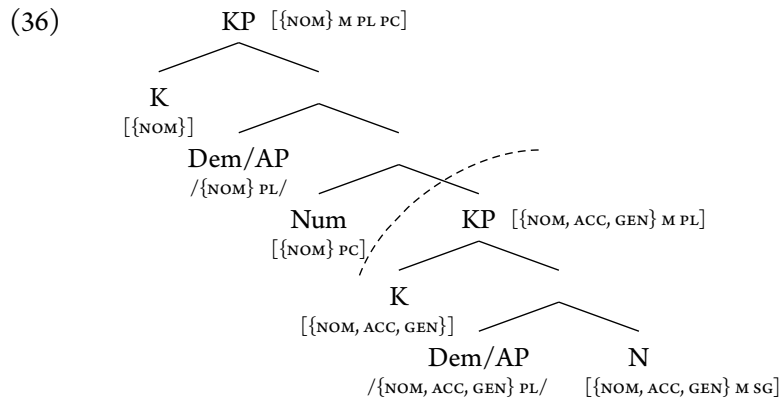 (36)
KP [{NOM} M PL PC]
K
[{NOM}]
Dem/AP
/{NOM} PL/
Num
[{NOM} PC]
KP [{NOM, ACC, GEN} M PL]
K
[{NOM, ACC, GEN}]
Dem/AP
/{NOM, ACC, GEN} PL/
N
[{NOM, ACC, GEN} M SG]